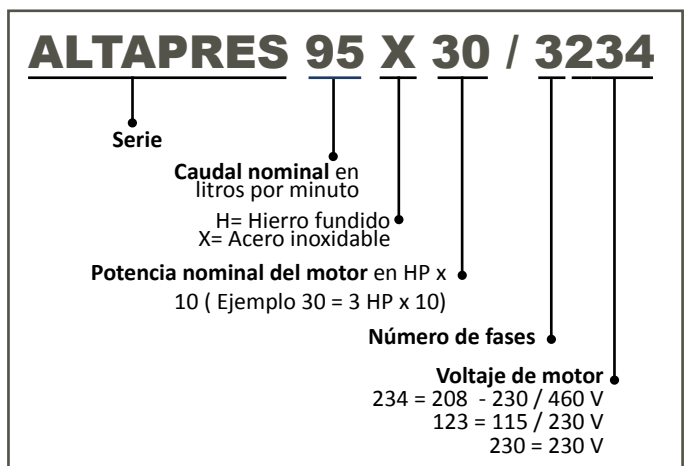 ALTAPRES 95 X 30 / 3234
Serie
Caudal nominal en
litros por minuto
H= Hierro fundido
X= Acero inoxidable
Potencia nominal del motor en HP x
10 ( Ejemplo 30 = 3 HP x 10)
Número de fases
Voltaje de motor
234 = 208 - 230 / 460 V
123 = 115 / 230 V
230 = 230 V